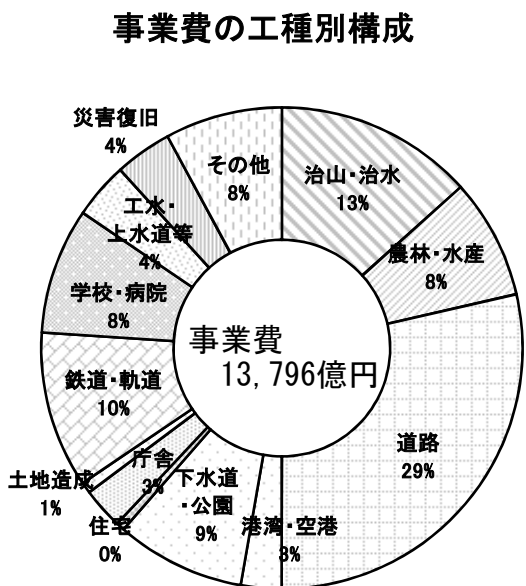 事業費の工種別構成
災害復旧
4%
その他
8%
治山・治水
13%
工水・
上水道等
4%
農林・水産
8%
学校・病院
8%
事業費
13,796億円
鉄道・軌道
10%
道路
29%
土地造成
1%
庁舎
3%
下水道
・公園
9%
住宅
0%
港湾・空港
3%